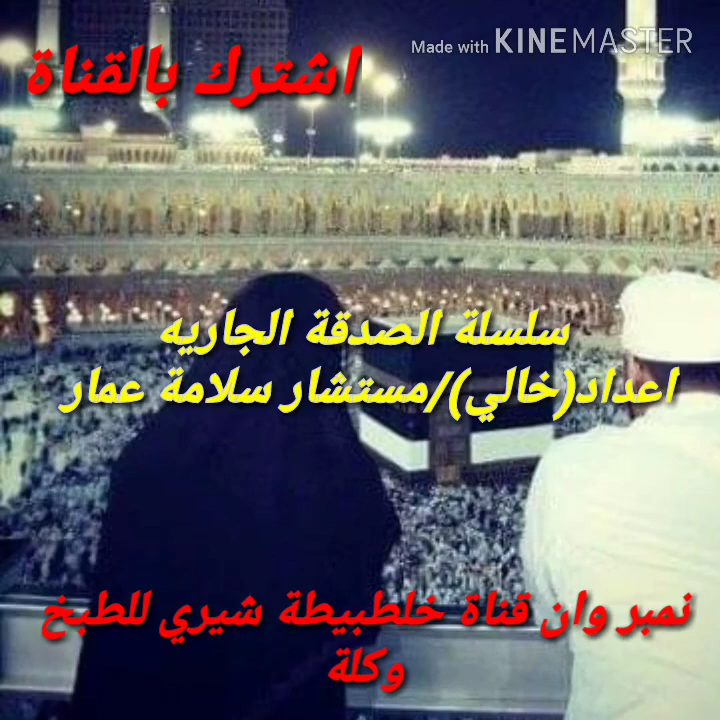 Made with KINEMASTER
اشترك بالقناة
سلسلة الصدقة الجاريه
اعداد(خالي)/مستشار سلامة عمار
نمبر وان قناة خلطبيطة شيري للطبخ
وكلة